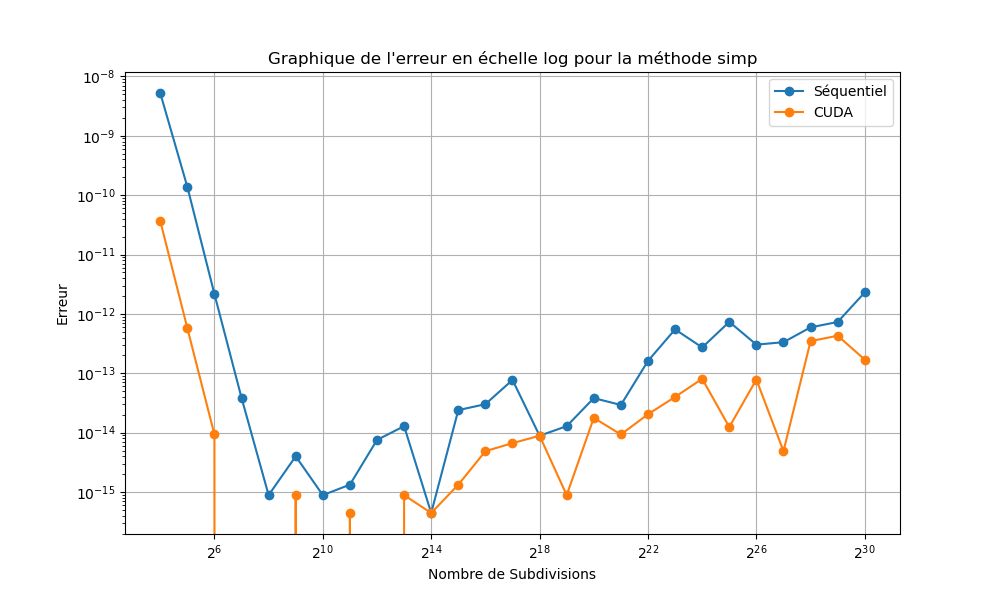 Graphique de l'erreur en échelle log pour la méthode simp
Séquentiel
CUDA
Erreur
10⁻⁸
10⁻⁹
10⁻¹⁰
10⁻¹¹
10⁻¹²
10⁻¹³
10⁻¹⁴
10⁻¹⁵
2⁶ 2¹⁰ 2¹⁴ 2¹⁸ 2²² 2²⁶ 2³⁰
Nombre de Subdivisions